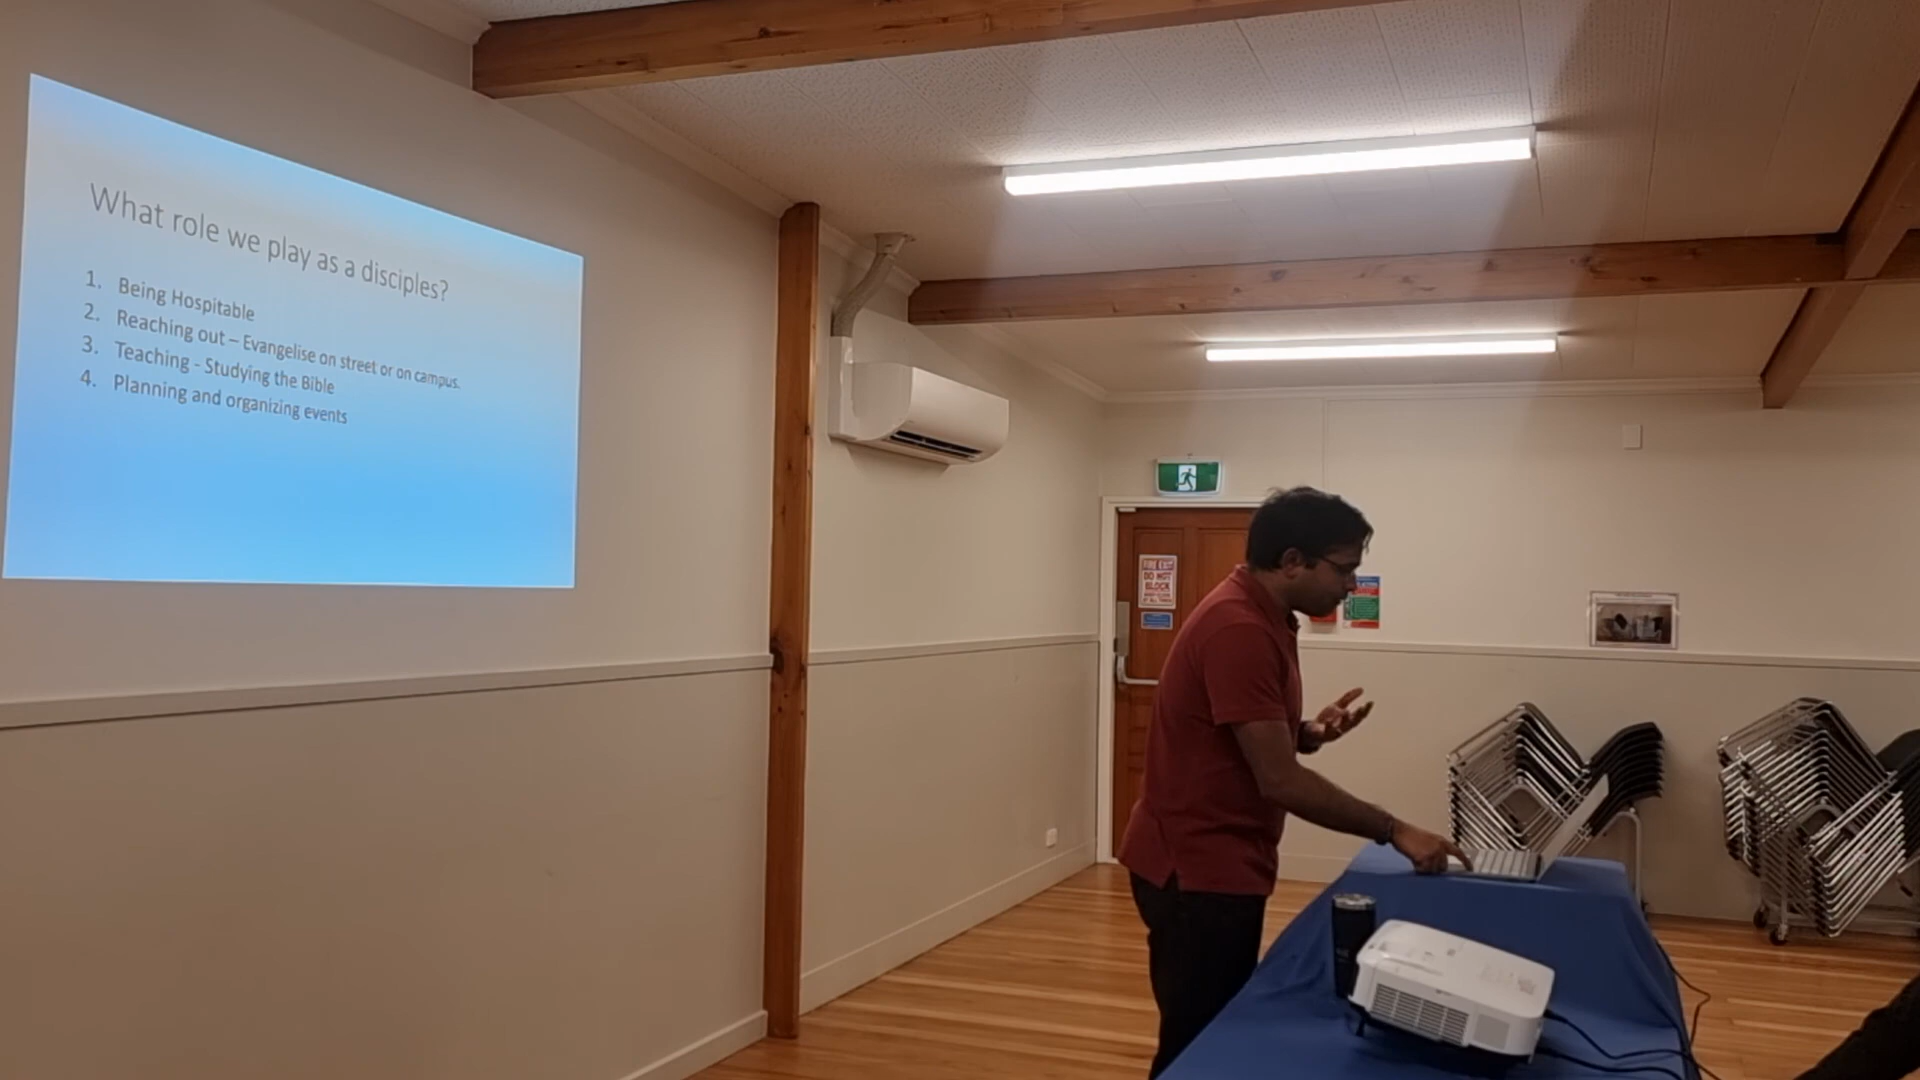 What role we play as a disciples?
1. Being Hospitable
2. Reaching out – Evangelise on street or on campus.
3. Teaching - Studying the Bible
4. Planning and organizing events
FIRE EXIT
DO NOT
BLOCK